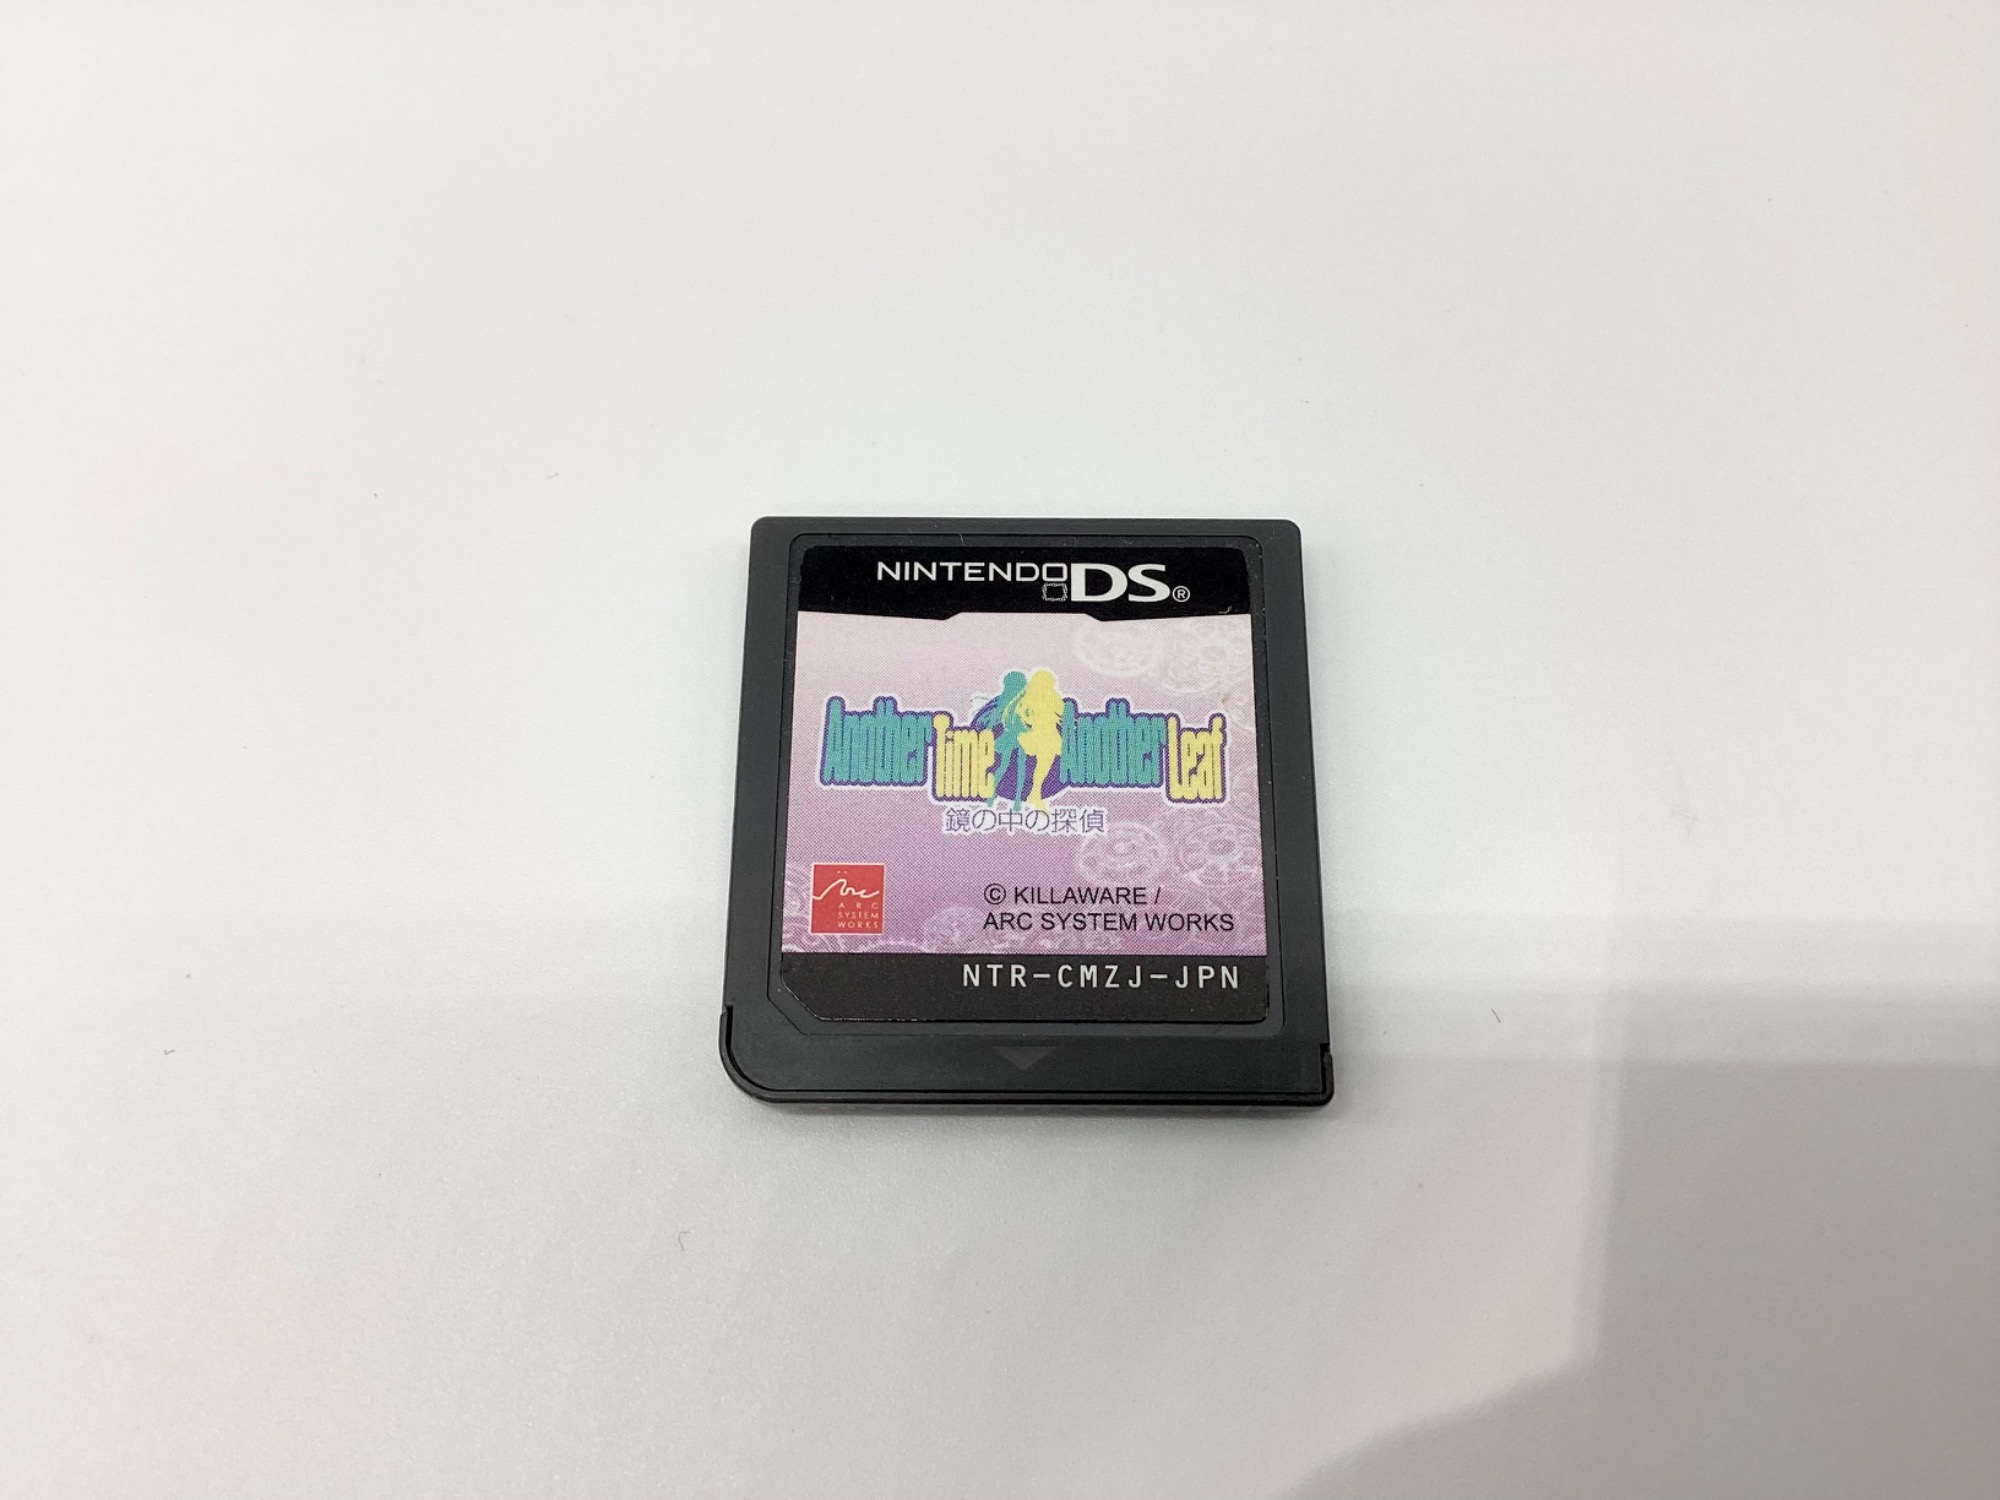 NINTENDO DS®
Another Time Another Leaf
鏡の中の探偵
Arc
ARC
SYSTEM
WORKS
© KILLAWARE /
ARC SYSTEM WORKS
NTR-CMZJ-JPN